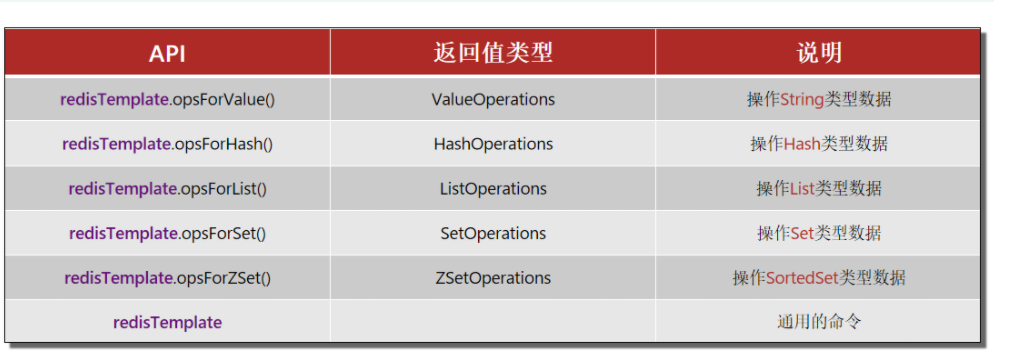 API 返回值类型 说明
redisTemplate.opsForValue() ValueOperations 操作String类型数据
redisTemplate.opsForHash() HashOperations 操作Hash类型数据
redisTemplate.opsForList() ListOperations 操作List类型数据
redisTemplate.opsForSet() SetOperations 操作Set类型数据
redisTemplate.opsForZSet() ZSetOperations 操作SortedSet类型数据
redisTemplate 通用的命令